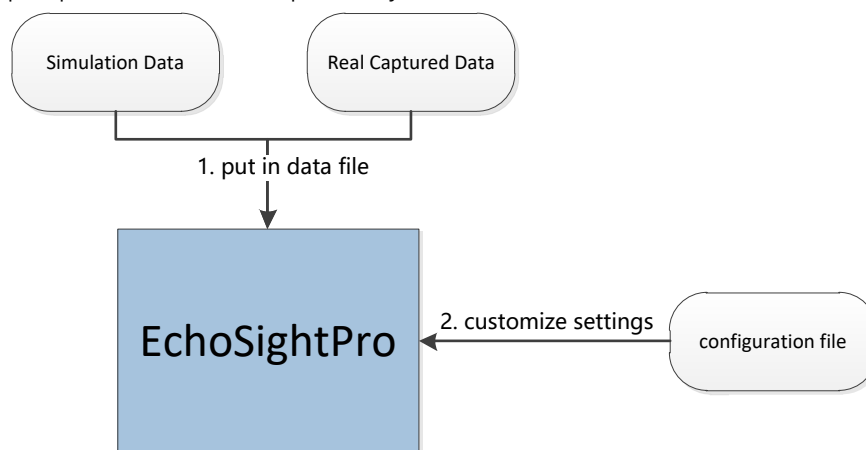 Simulation Data
Real Captured Data
1. put in data file
EchoSightPro
2. customize settings
configuration file